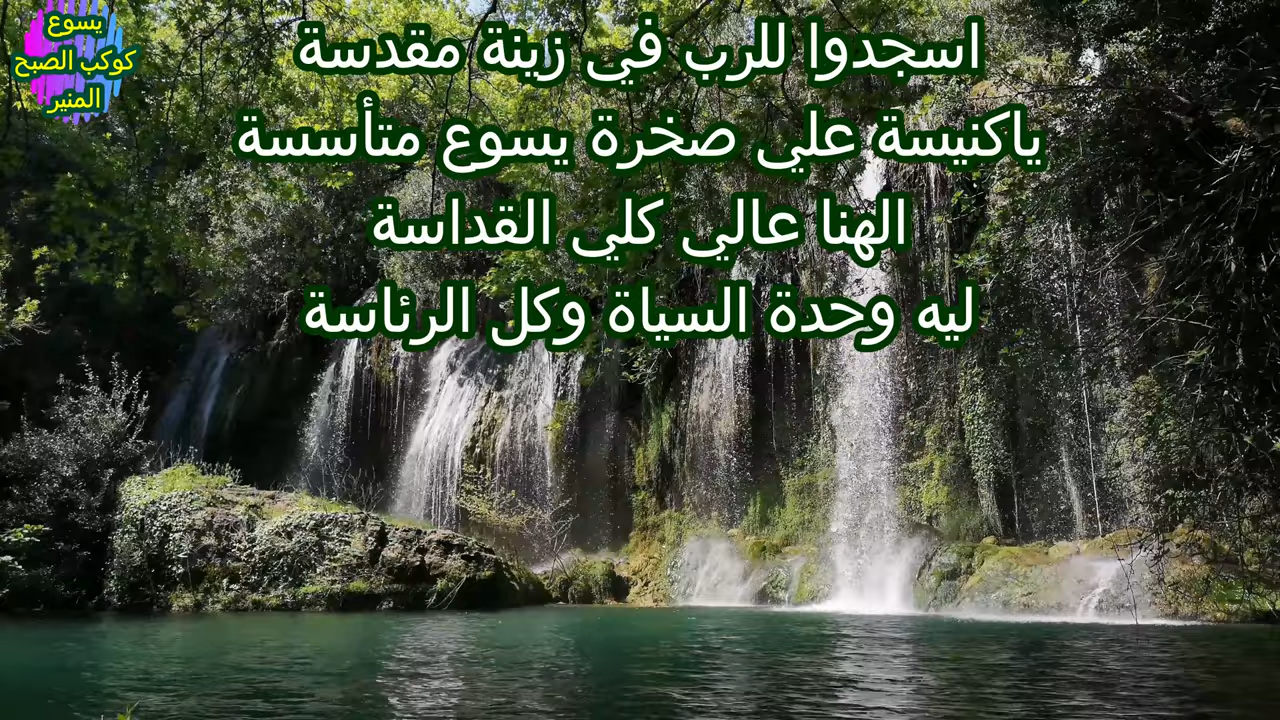 يسوع
كوكب الصبح
المنير
اسجدوا للرب في زينة مقدسة
ياكنيسة علي صخرة يسوع متأسسة
الهنا عالي كلي القداسة
ليه وحدة السياة وكل الرئاسة